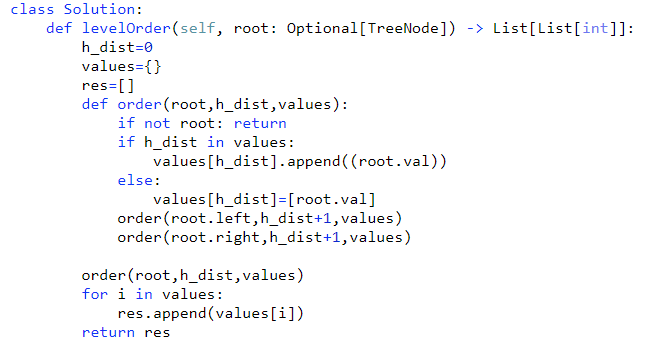 class Solution:
    def levelOrder(self, root: Optional[TreeNode]) -> List[List[int]]:
        h_dist=0
        values={}
        res=[]
        def order(root,h_dist,values):
            if not root: return
            if h_dist in values:
                values[h_dist].append((root.val))
            else:
                values[h_dist]=[root.val]
            order(root.left,h_dist+1,values)
            order(root.right,h_dist+1,values)

        order(root,h_dist,values)
        for i in values:
            res.append(values[i])
        return res